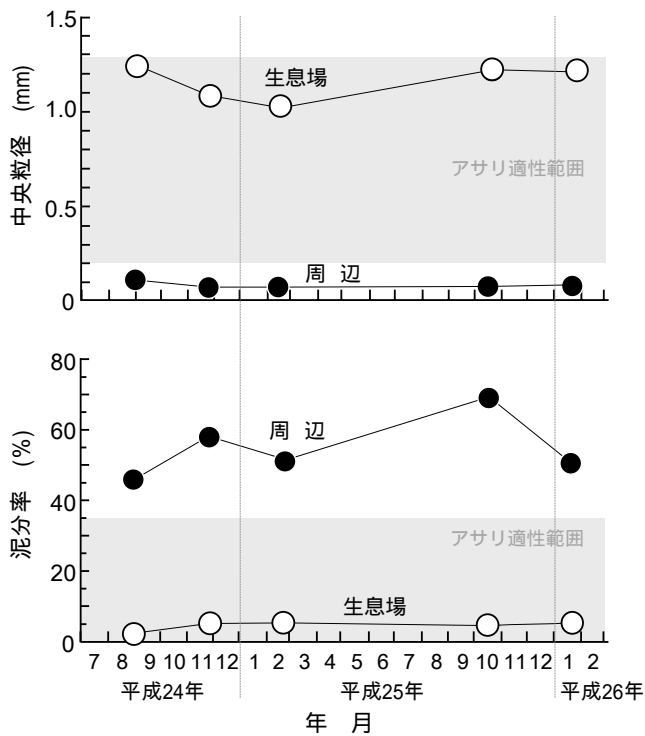 1.5
1.0
0.5
0
中央粒径 (mm)
生息場
アサリ適性範囲
周 辺
80
60
40
20
0
泥分率 (%)
周 辺
アサリ適性範囲
生息場
7 8 9 10 11 12 1 2 3 4 5 6 7 8 9 10 11 12 1 2
平成24年 平成25年 平成26年
年 月